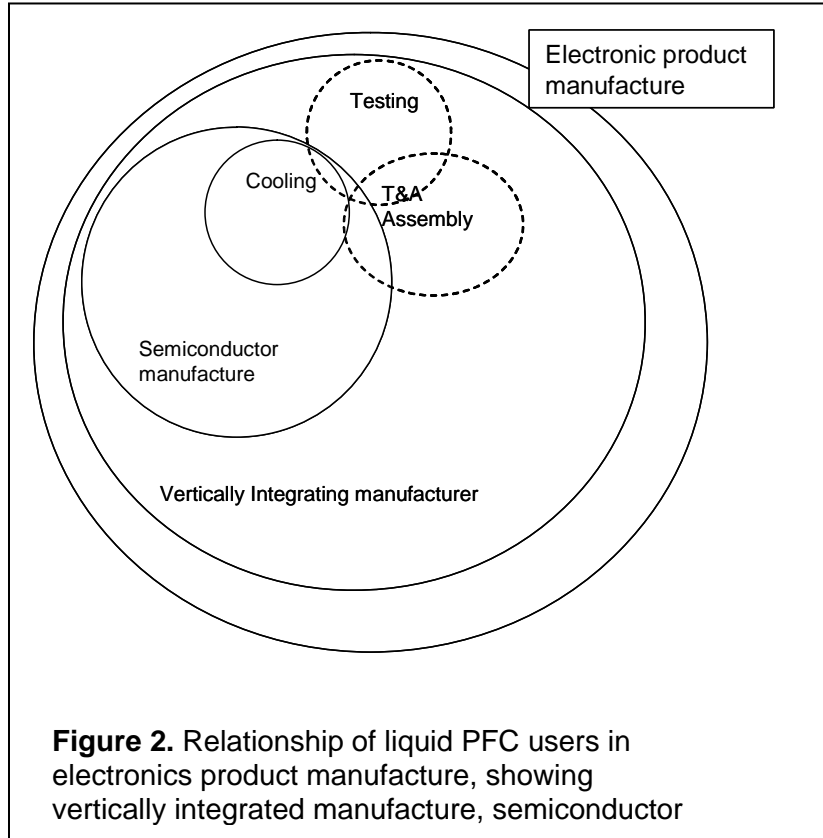 Electronic product
manufacture
Testing
Cooling
T&A
Assembly
Semiconductor
manufacture
Vertically Integrating manufacturer
Figure 2. Relationship of liquid PFC users in
electronics product manufacture, showing
vertically integrated manufacture, semiconductor